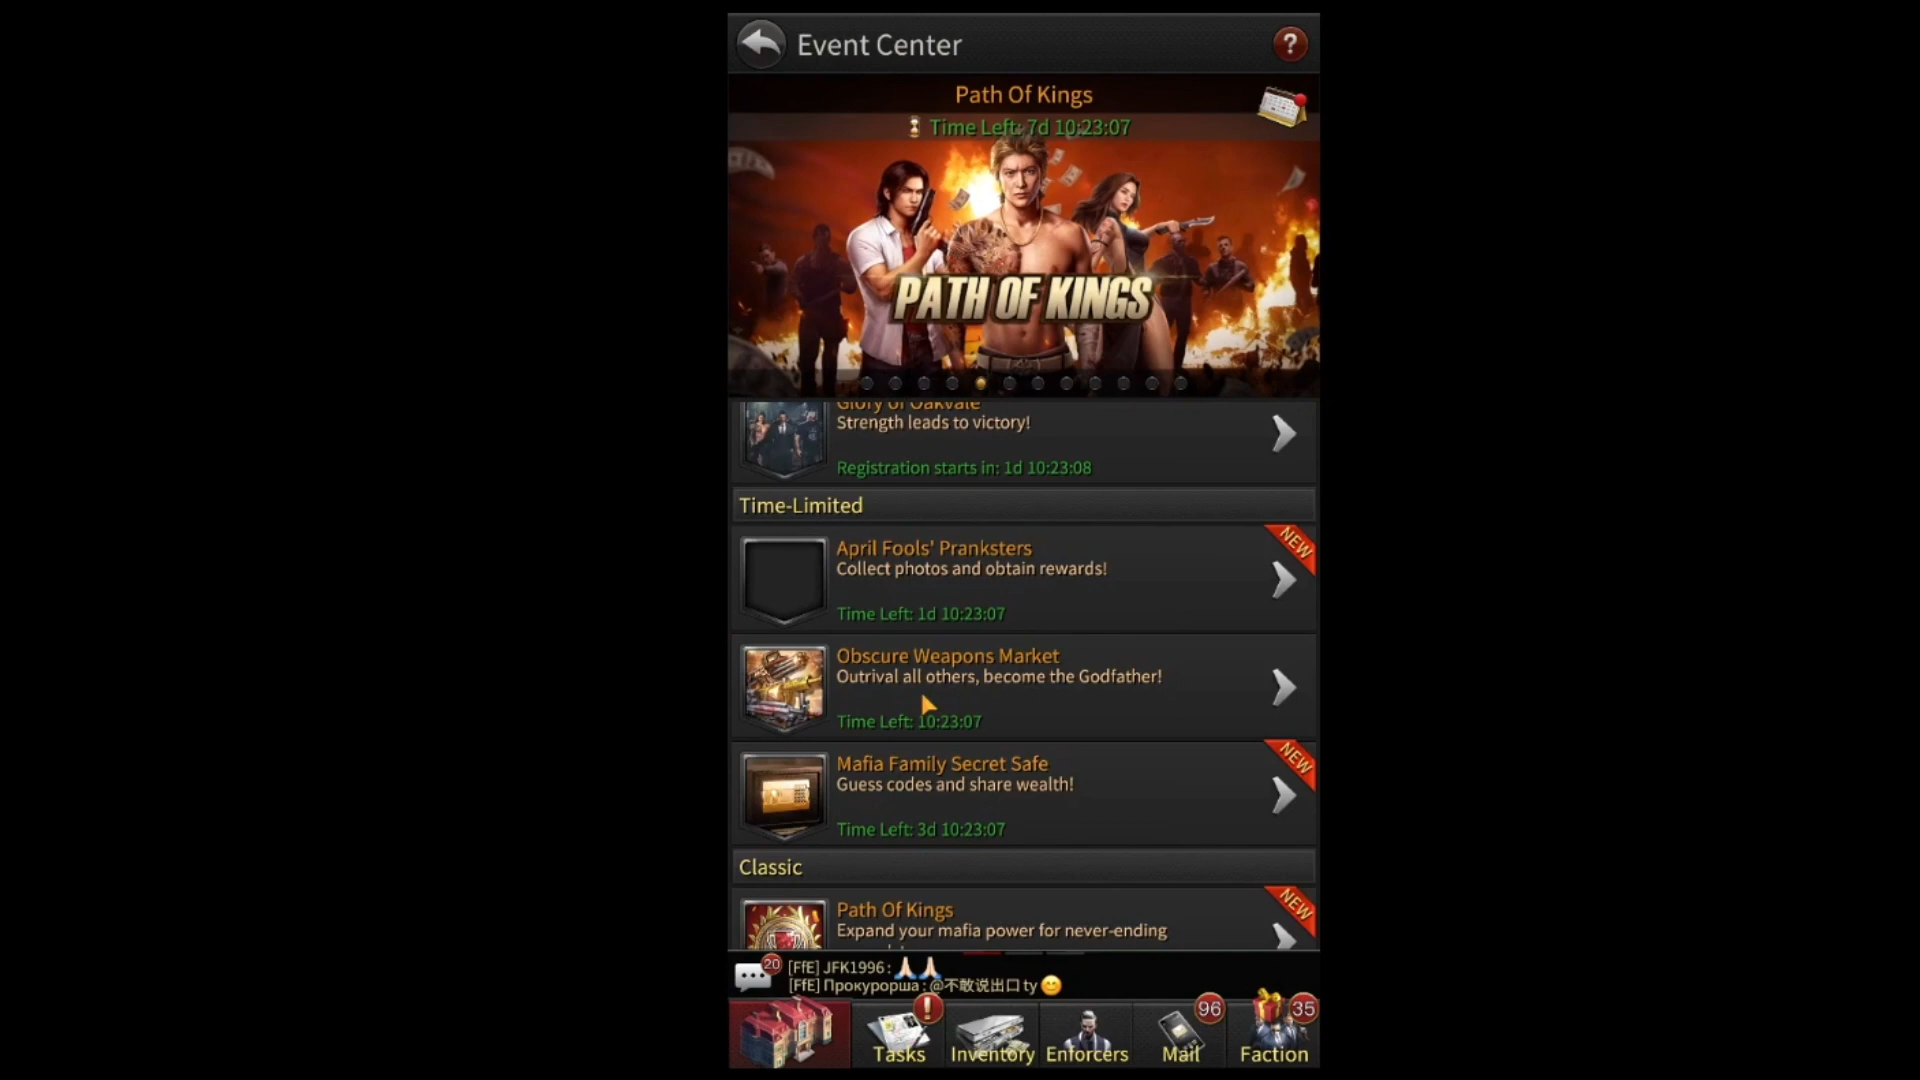 Event Center
?
Path Of Kings
Time Left: 7d 10:23:07
PATH OF KINGS
Glory of Oakvale
Strength leads to victory!
Registration starts in: 1d 10:23:08
Time-Limited
NEW
April Fools' Pranksters
Collect photos and obtain rewards!
Time Left: 1d 10:23:07
Obscure Weapons Market
Outrival all others, become the Godfather!
Time Left: 10:23:07
NEW
Mafia Family Secret Safe
Guess codes and share wealth!
Time Left: 3d 10:23:07
Classic
NEW
Path Of Kings
Expand your mafia power for never-ending
20
[FfE] JFK1996:🙏🏻🙏🏻
[FfE] Прокурорша:@不敢说出口 ty 😊
!
96
35
Tasks
Inventory
Enforcers
Mail
Faction